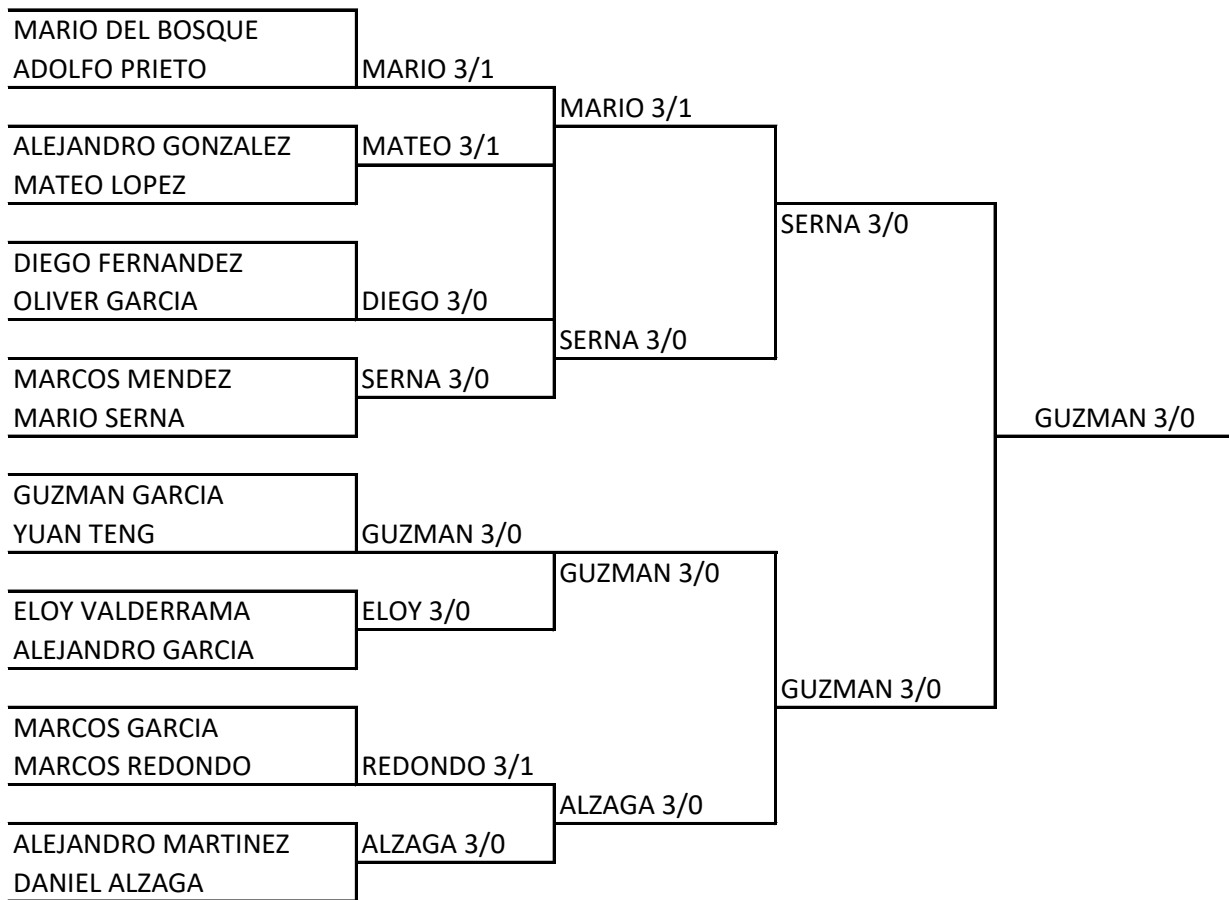 MARIO DEL BOSQUE
ADOLFO PRIETO
MARIO 3/1
MARIO 3/1
ALEJANDRO GONZALEZ
MATEO 3/1
MATEO LOPEZ
SERNA 3/0
DIEGO FERNANDEZ
OLIVER GARCIA
DIEGO 3/0
SERNA 3/0
MARCOS MENDEZ
SERNA 3/0
MARIO SERNA
GUZMAN 3/0
GUZMAN GARCIA
YUAN TENG
GUZMAN 3/0
GUZMAN 3/0
ELOY VALDERRAMA
ELOY 3/0
ALEJANDRO GARCIA
GUZMAN 3/0
MARCOS GARCIA
MARCOS REDONDO
REDONDO 3/1
ALZAGA 3/0
ALEJANDRO MARTINEZ
ALZAGA 3/0
DANIEL ALZAGA